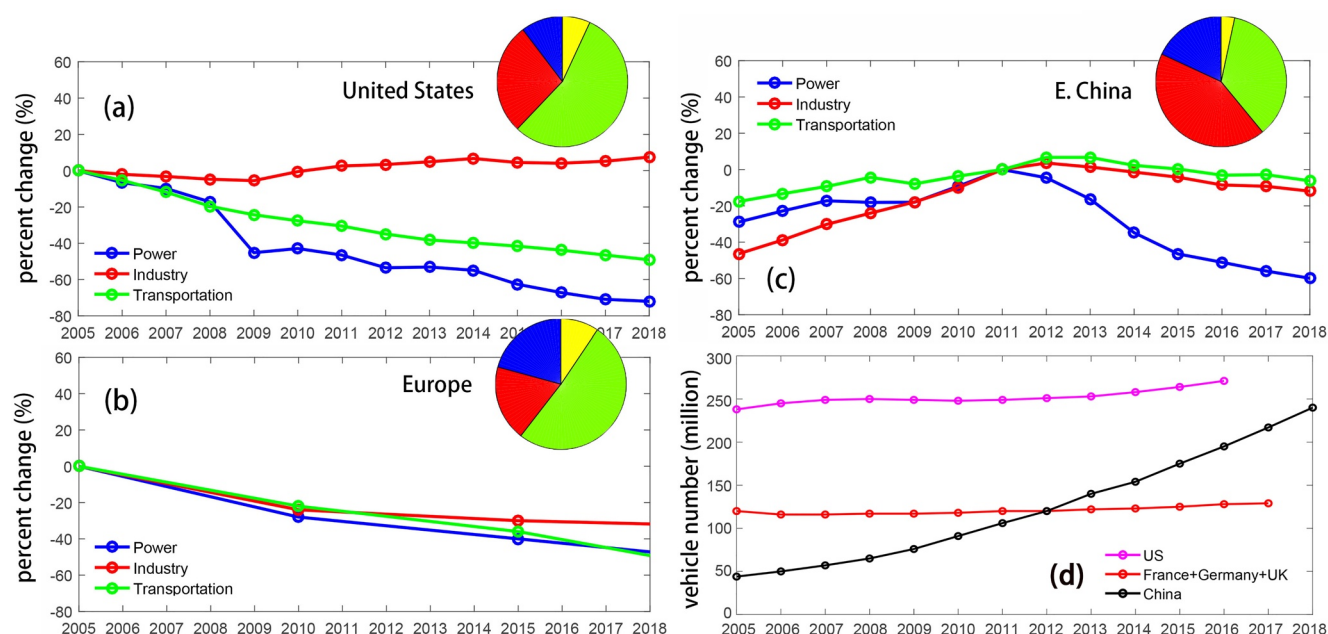 (a)
United States
percent change (%)
60
40
20
0
-20
-40
-60
-80
Power
Industry
Transportation
2005 2006 2007 2008 2009 2010 2011 2012 2013 2014 2017 2018
(c)
E. China
percent change (%)
60
40
20
0
-20
-40
-60
-80
Power
Industry
Transportation
2005 2006 2007 2008 2009 2010 2011 2012 2013 2014 2015 2016 2017 2018
(b)
Europe
percent change (%)
60
40
20
0
-20
-40
-60
-80
Power
Industry
Transportation
2005 2006 2007 2008 2009 2010 2011 2012 2013 2014 2015 2016 2017 2018
(d)
vehicle number (million)
300
250
200
150
100
50
0
US
France+Germany+UK
China
2005 2006 2007 2008 2009 2010 2011 2012 2013 2014 2015 2016 2017 2018